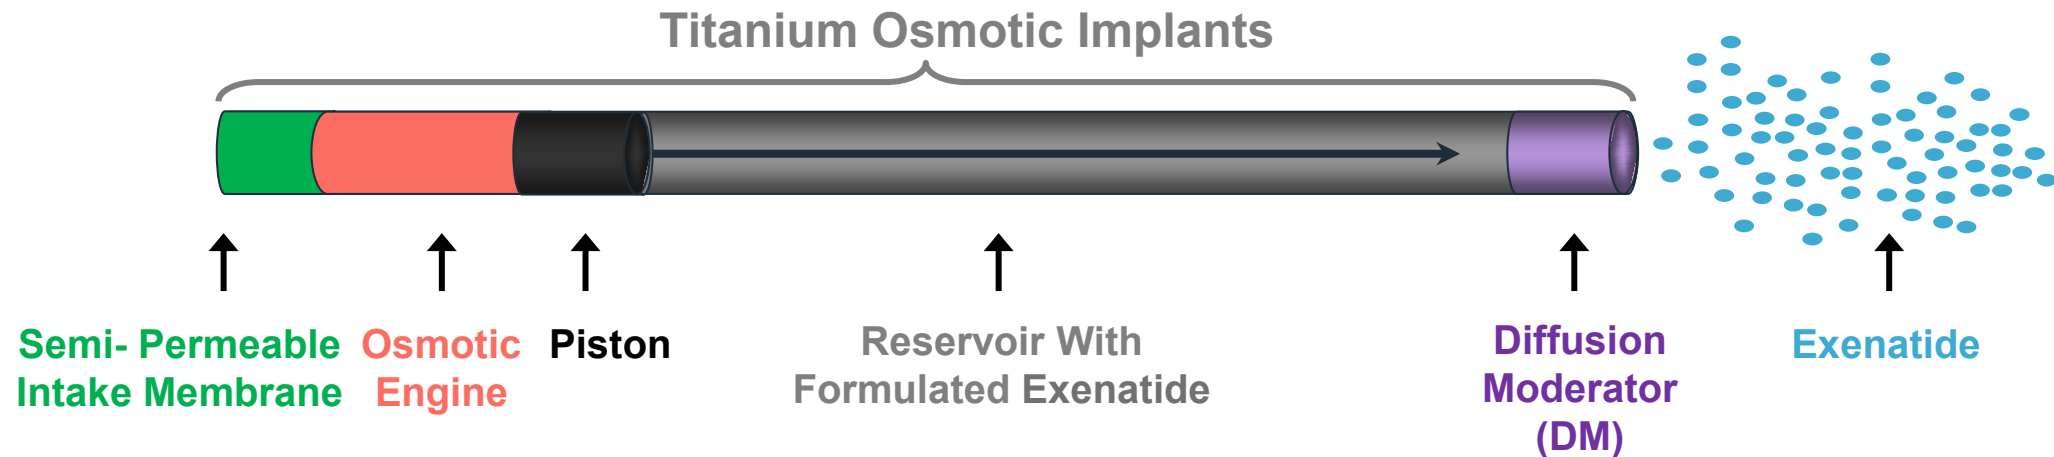 Titanium Osmotic Implants
Semi- Permeable
Intake Membrane
Osmotic
Engine
Piston
Reservoir With
Formulated Exenatide
Diffusion
Moderator
(DM)
Exenatide